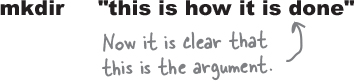 mkdir "this is how it is done"
Now it is clear that
this is the argument.